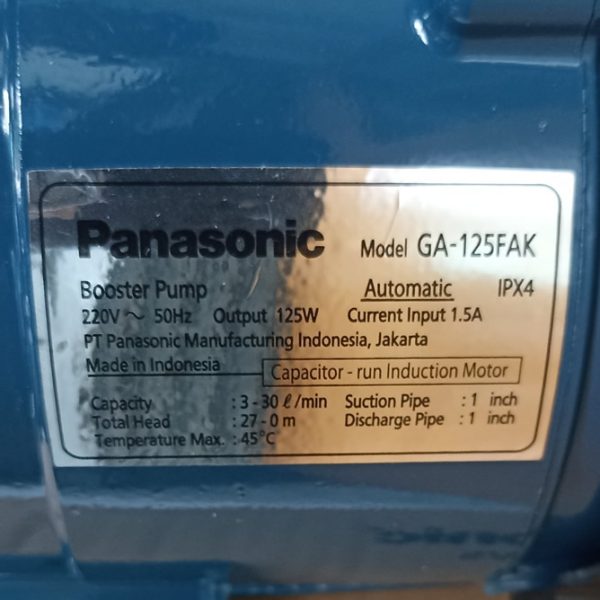 Panasonic Model GA-125FAK
Booster Pump Automatic IPX4
220V ~ 50Hz Output 125W Current Input 1.5A
PT Panasonic Manufacturing Indonesia, Jakarta
Made in Indonesia Capacitor - run Induction Motor
Capacity : 3 - 30 ℓ/min Suction Pipe : 1 inch
Total Head : 27 - 0 m Discharge Pipe : 1 inch
Temperature Max. : 45°C